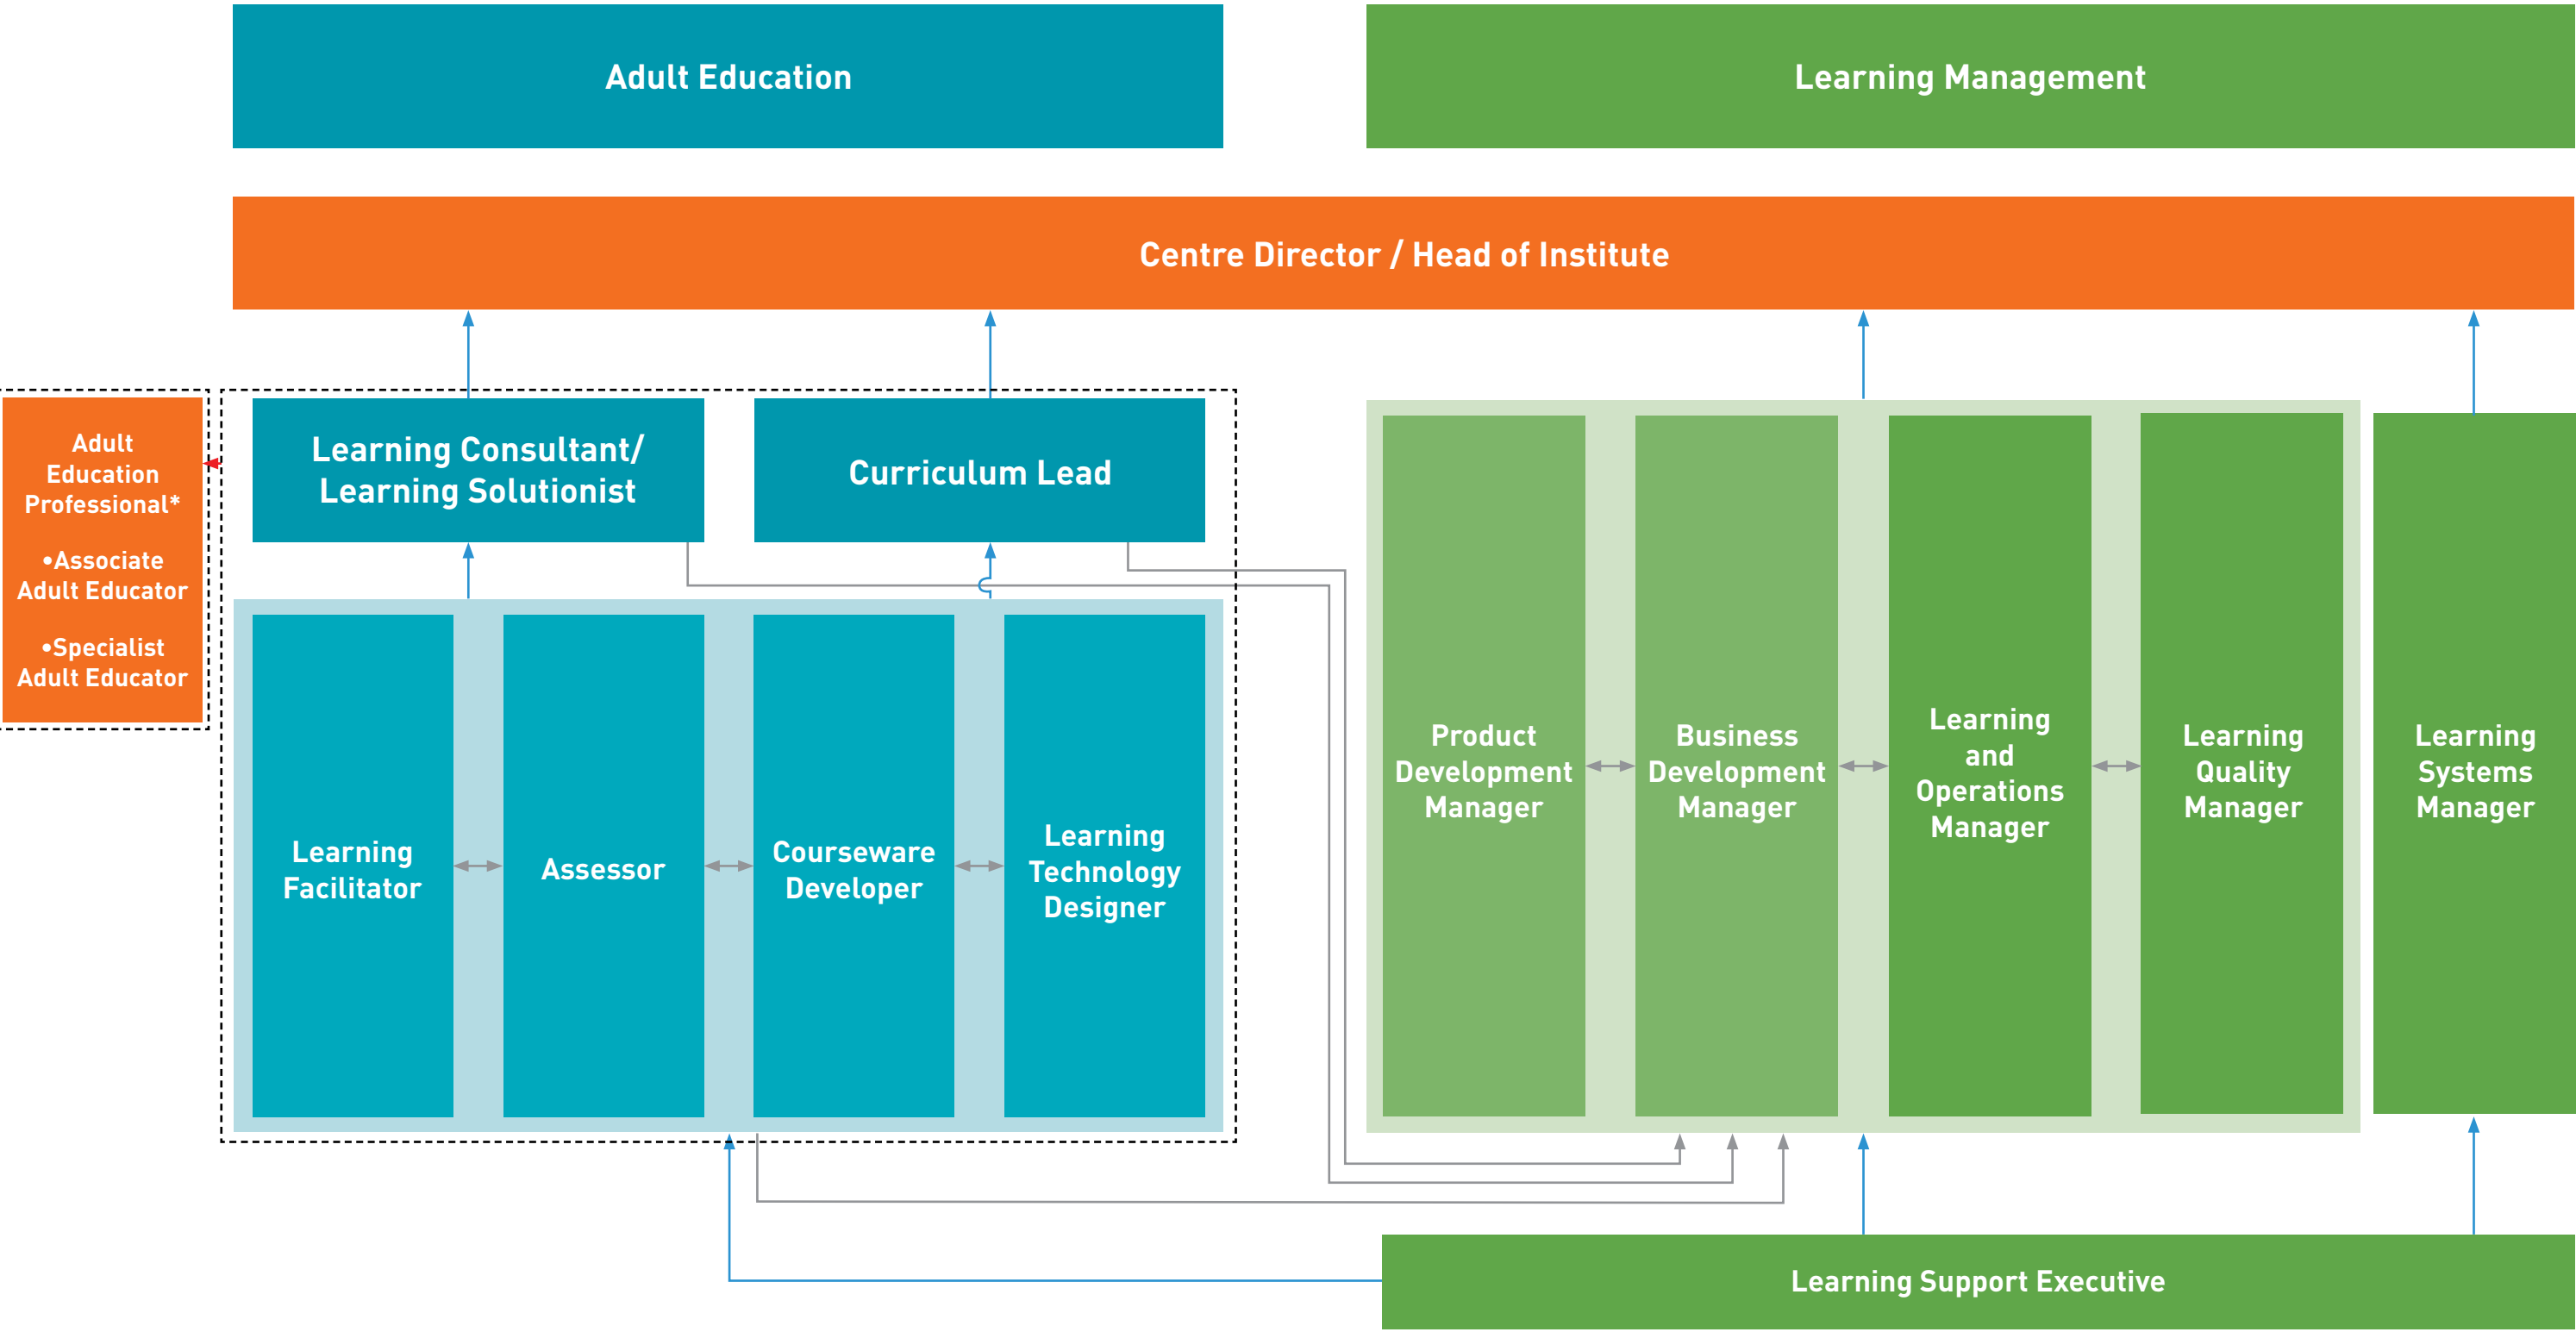 Adult Education
Learning Management
Centre Director / Head of Institute
Adult
Education
Professional*
•Associate
Adult Educator
•Specialist
Adult Educator
Learning Consultant/
Learning Solutionist
Curriculum Lead
Learning
Facilitator
Assessor
Courseware
Developer
Learning
Technology
Designer
Product
Development
Manager
Business
Development
Manager
Learning
and
Operations
Manager
Learning
Quality
Manager
Learning
Systems
Manager
Learning Support Executive